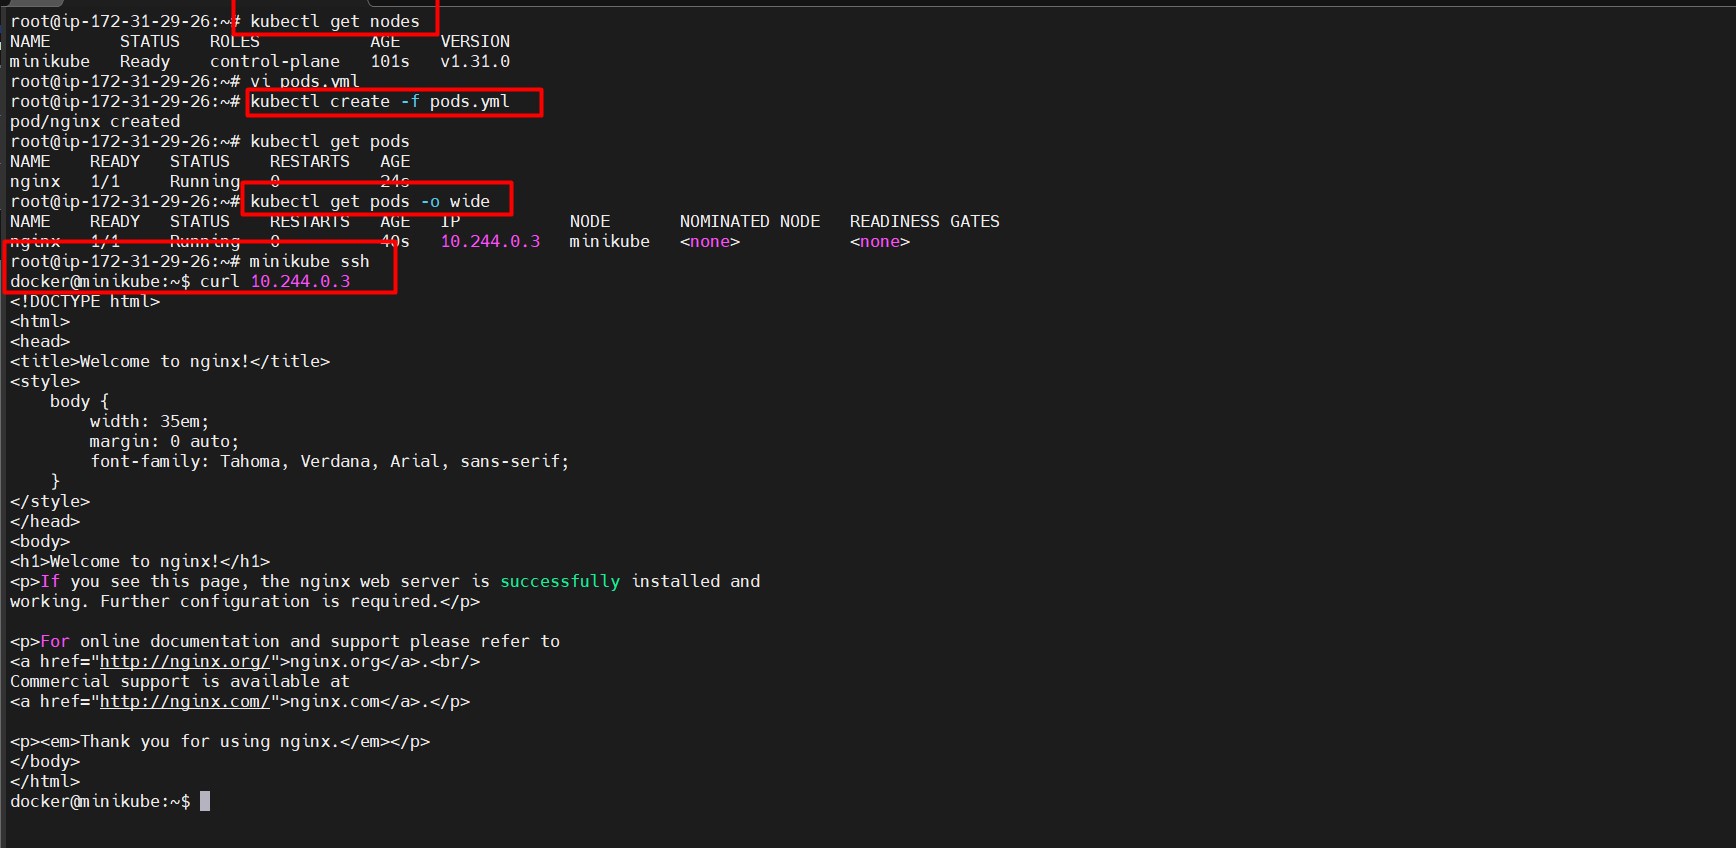 root@ip-172-31-29-26:~# kubectl get nodes
NAME       STATUS   ROLES           AGE    VERSION
minikube   Ready    control-plane   101s   v1.31.0
root@ip-172-31-29-26:~# vi pods.yml
root@ip-172-31-29-26:~# kubectl create -f pods.yml
pod/nginx created
root@ip-172-31-29-26:~# kubectl get pods
NAME    READY   STATUS    RESTARTS   AGE
nginx   1/1     Running   0          24s
root@ip-172-31-29-26:~# kubectl get pods -o wide
NAME    READY   STATUS    RESTARTS   AGE   IP           NODE       NOMINATED NODE   READINESS GATES
nginx   1/1     Running   0          40s   10.244.0.3   minikube   <none>           <none>
root@ip-172-31-29-26:~# minikube ssh
docker@minikube:~$ curl 10.244.0.3
<!DOCTYPE html>
<html>
<head>
<title>Welcome to nginx!</title>
<style>
    body {
        width: 35em;
        margin: 0 auto;
        font-family: Tahoma, Verdana, Arial, sans-serif;
    }
</style>
</head>
<body>
<h1>Welcome to nginx!</h1>
<p>If you see this page, the nginx web server is successfully installed and
working. Further configuration is required.</p>

<p>For online documentation and support please refer to
<a href="http://nginx.org/">nginx.org</a>.<br/>
Commercial support is available at
<a href="http://nginx.com/">nginx.com</a>.</p>

<p><em>Thank you for using nginx.</em></p>
</body>
</html>
docker@minikube:~$